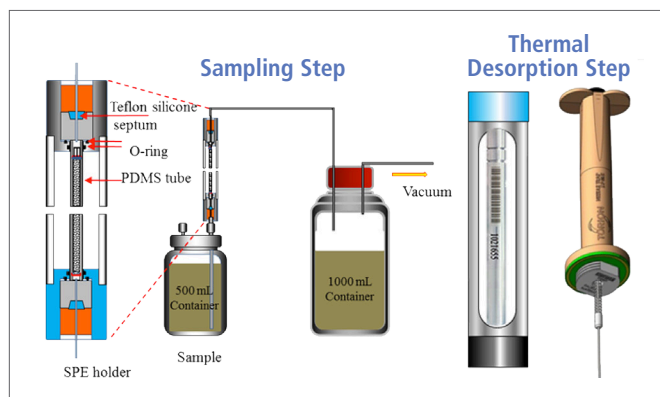 Sampling Step
Thermal
Desorption Step
Teflon silicone
septum
O-ring
PDMS tube
Vacuum
500 mL
Container
1000 mL
Container
Sample
SPE holder
1021655